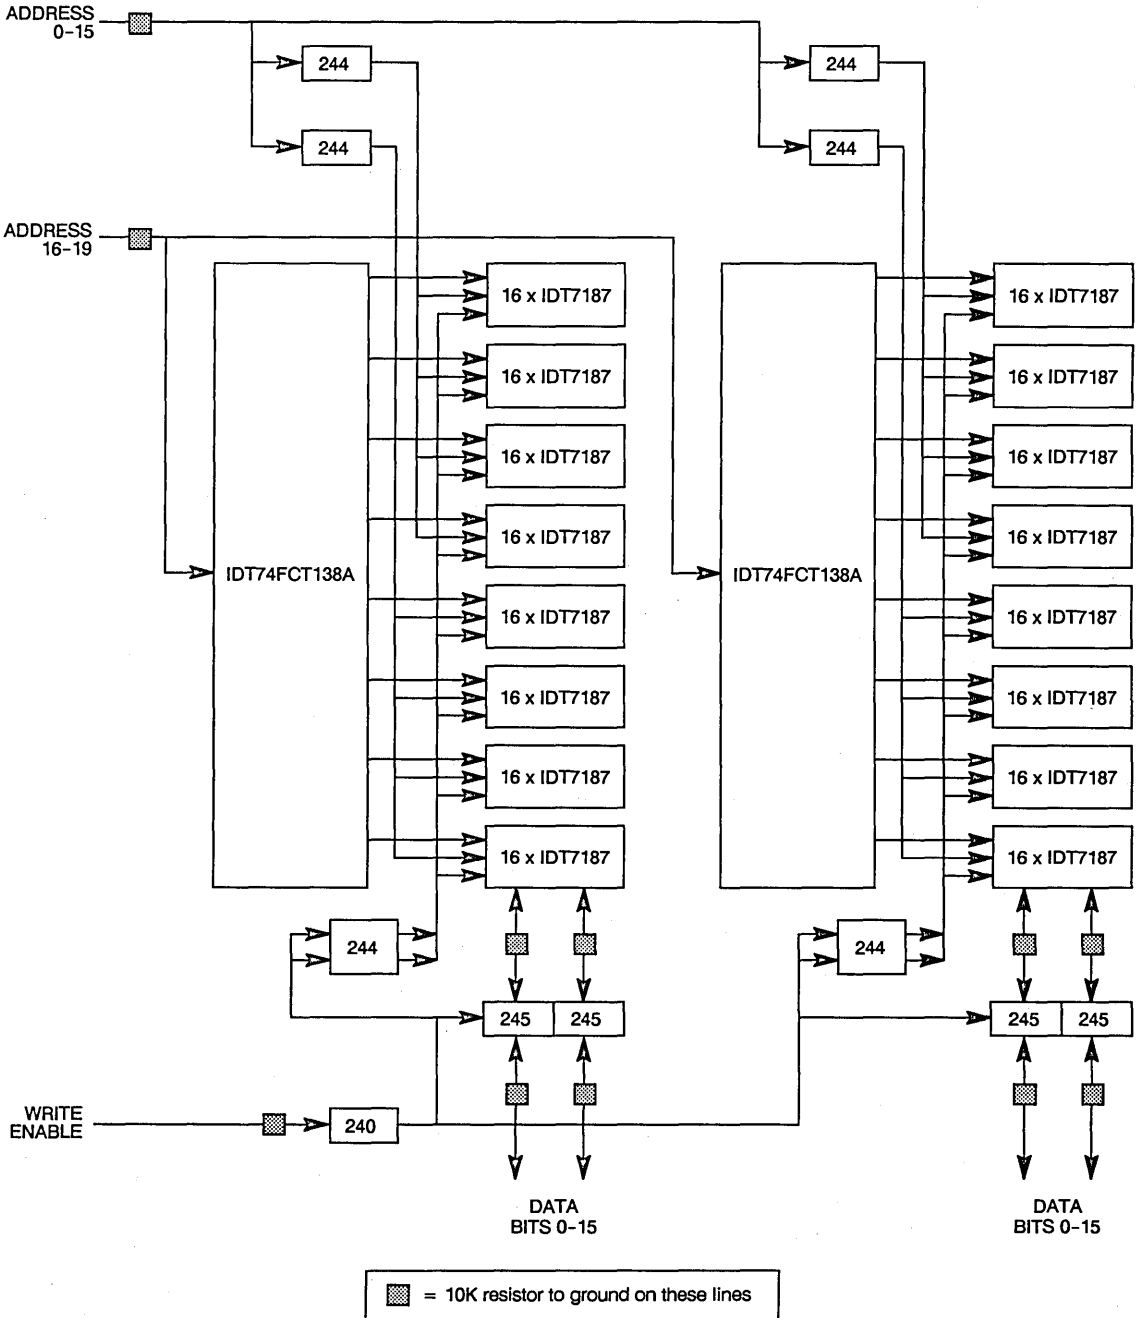 ADDRESS
0-15
244
244
244
244
ADDRESS
16-19
IDT74FCT138A
16 x IDT7187
16 x IDT7187
16 x IDT7187
16 x IDT7187
16 x IDT7187
16 x IDT7187
16 x IDT7187
16 x IDT7187
IDT74FCT138A
16 x IDT7187
16 x IDT7187
16 x IDT7187
16 x IDT7187
16 x IDT7187
16 x IDT7187
16 x IDT7187
16 x IDT7187
244
244
245 245
245 245
WRITE
ENABLE
240
DATA
BITS 0-15
DATA
BITS 0-15
= 10K resistor to ground on these lines